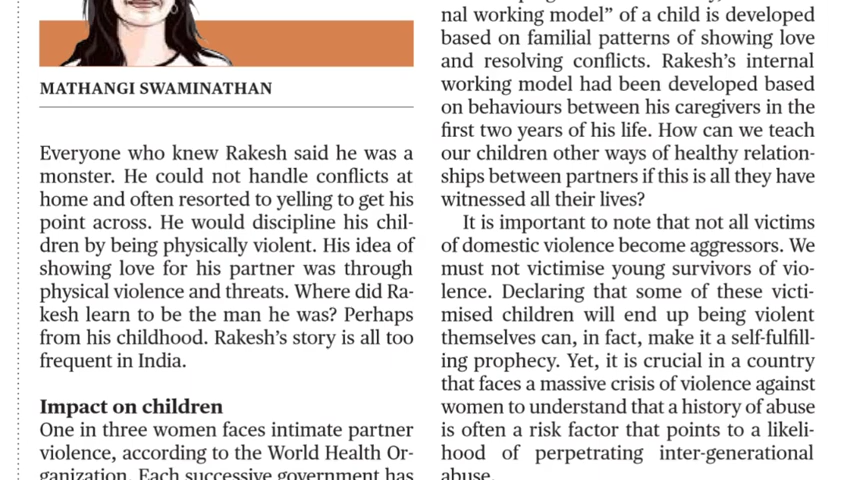 MATHANGI SWAMINATHAN
Everyone who knew Rakesh said he was a
monster. He could not handle conflicts at
home and often resorted to yelling to get his
point across. He would discipline his chil-
dren by being physically violent. His idea of
showing love for his partner was through
physical violence and threats. Where did Ra-
kesh learn to be the man he was? Perhaps
from his childhood. Rakesh’s story is all too
frequent in India.
Impact on children
One in three women faces intimate partner
violence, according to the World Health Or-
ganization. Each successive government has
nal working model” of a child is developed
based on familial patterns of showing love
and resolving conflicts. Rakesh’s internal
working model had been developed based
on behaviours between his caregivers in the
first two years of his life. How can we teach
our children other ways of healthy relation-
ships between partners if this is all they have
witnessed all their lives?
It is important to note that not all victims
of domestic violence become aggressors. We
must not victimise young survivors of vio-
lence. Declaring that some of these victi-
mised children will end up being violent
themselves can, in fact, make it a self-fulfill-
ing prophecy. Yet, it is crucial in a country
that faces a massive crisis of violence against
women to understand that a history of abuse
is often a risk factor that points to a likeli-
hood of perpetrating inter-generational
abuse.